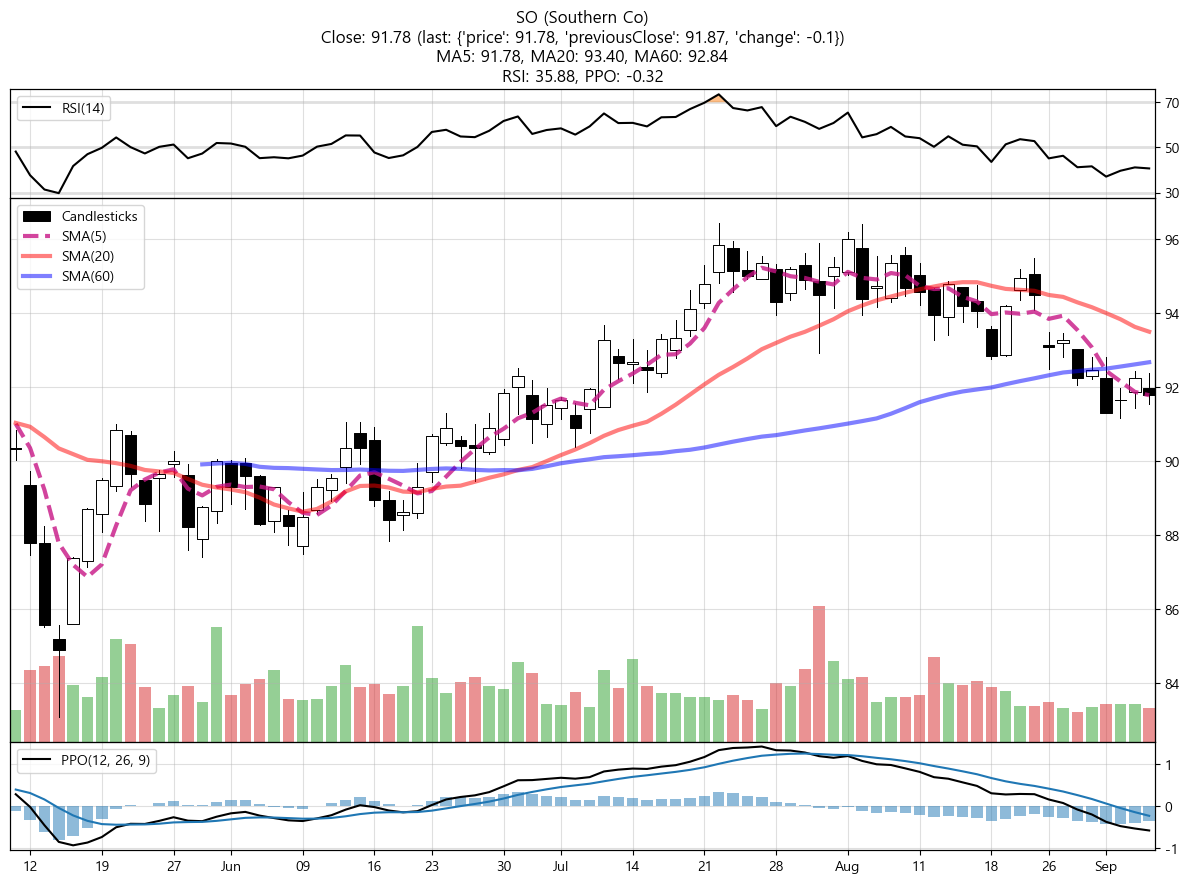 SO (Southern Co)
Close: 91.78 (last: {'price': 91.78, 'previousClose': 91.87, 'change': -0.1})
MA5: 91.78, MA20: 93.40, MA60: 92.84
RSI: 35.88, PPO: -0.32
RSI(14)
70
50
30
Candlesticks
SMA(5)
SMA(20)
SMA(60)
96
94
92
90
88
86
84
PPO(12, 26, 9)
1
0
-1
12 19 27 Jun 09 16 23 30 Jul 14 21 28 Aug 11 18 26 Sep